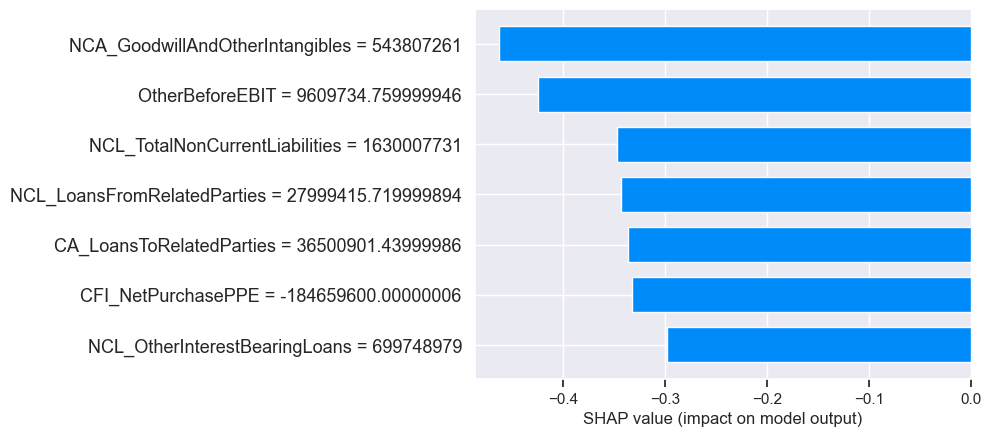 NCA_GoodwillAndOtherIntangibles = 543807261
OtherBeforeEBIT = 9609734.759999946
NCL_TotalNonCurrentLiabilities = 1630007731
NCL_LoansFromRelatedParties = 27999415.719999894
CA_LoansToRelatedParties = 36500901.43999986
CFI_NetPurchasePPE = -184659600.00000006
NCL_OtherInterestBearingLoans = 699748979
−0.4 −0.3 −0.2 −0.1 0.0
SHAP value (impact on model output)